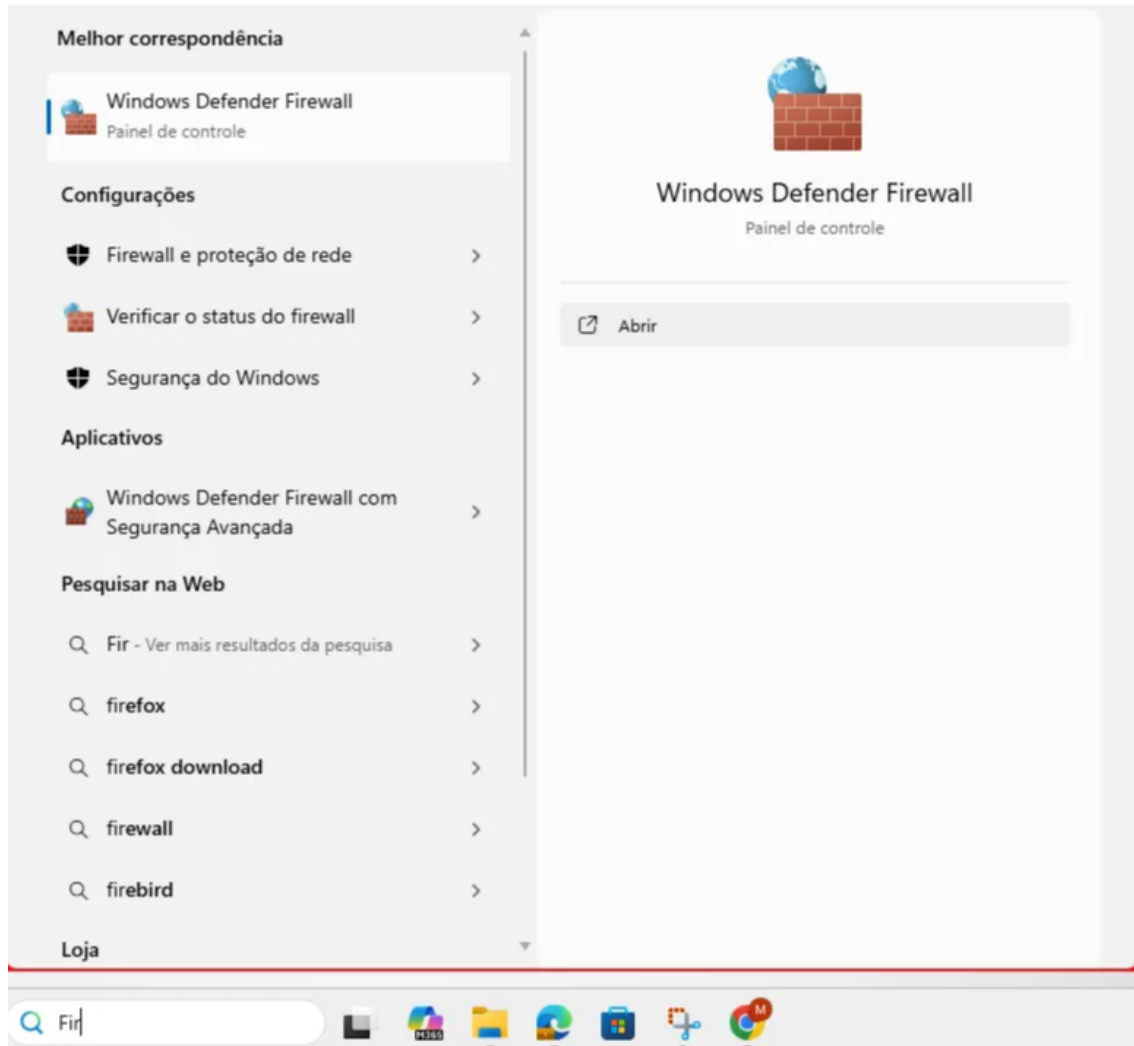 Melhor correspondência
Windows Defender Firewall
Painel de controle
Configurações
Firewall e proteção de rede
Verificar o status do firewall
Segurança do Windows
Aplicativos
Windows Defender Firewall com
Segurança Avançada
Pesquisar na Web
Fir - Ver mais resultados da pesquisa
firefox
firefox download
firewall
firebird
Loja
Windows Defender Firewall
Painel de controle
Abrir
Fir
M365
M